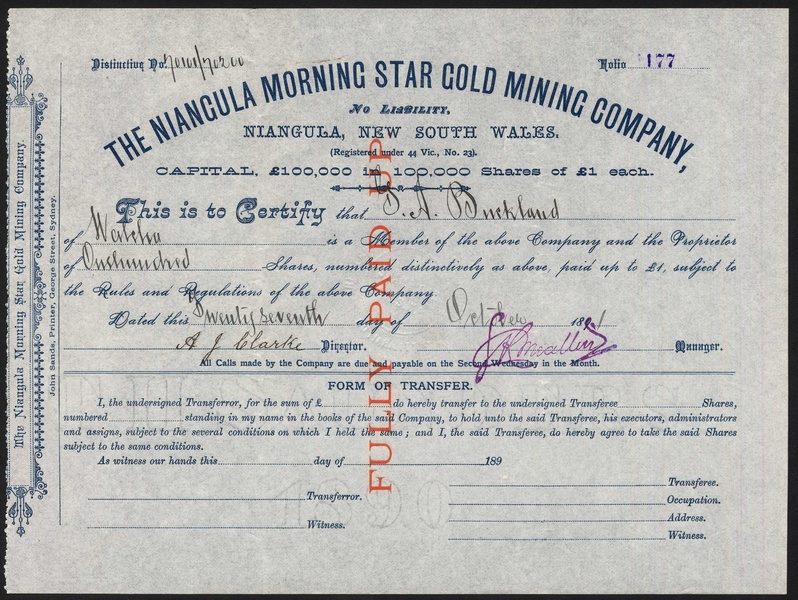 Distinctive No. 70101/70200
Folio 177
THE NIANGULA MORNING STAR GOLD MINING COMPANY,
No Liability.
NIANGULA, NEW SOUTH WALES.
(Registered under 44 Vic., No. 23).
CAPITAL, £100,000 in 100,000 Shares of £1 each.
This is to Certify that T. A. Buckland
of Walcha is a Member of the above Company and the Proprietor
of One hundred Shares, numbered distinctively as above, paid up to £1, subject to
the Rules and Regulations of the above Company.
Dated this Twenty seventh day of October 1891
A J Clarke Director. Manager.
All Calls made by the Company are due and payable on the Second Wednesday in the Month.
FULLY PAID UP
FORM OF TRANSFER.
I, the undersigned Transferror, for the sum of £ do hereby transfer to the undersigned Transferee Shares,
numbered standing in my name in the books of the said Company, to hold unto the said Transferee, his executors, administrators
and assigns, subject to the several conditions on which I held the same; and I, the said Transferee, do hereby agree to take the said Shares
subject to the same conditions.
As witness our hands this day of 189
Transferror.
Witness.
Transferee.
Occupation.
Address.
Witness.
The Niangula Morning Star Gold Mining Company.
John Sands, Printer, George Street, Sydney.